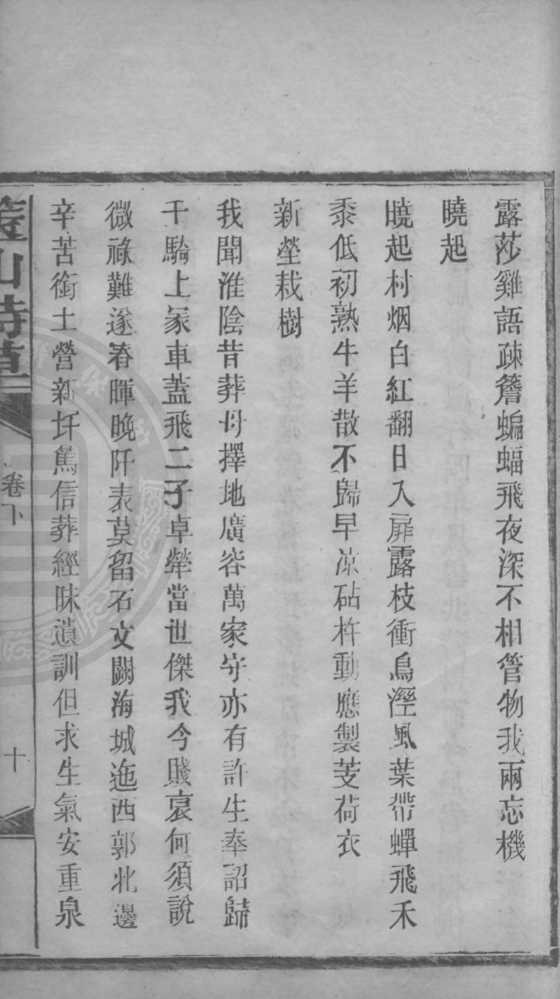 露莎雞語疎簷蝙蝠飛夜深不相管物我兩忘機
曉起
曉起村烟白紅翻日入扉露枝衝鳥溼風葉帶蟬飛禾
黍低初熟牛羊散不歸早涼砧杵動應製芰荷衣
新塋栽樹
我聞淮陰昔葬母擇地廣容萬家守亦有許生奉詔歸
千騎上冢車蓋飛二子卓犖當世傑我今賤哀何須說
微祿難遂春暉晚阡表莫留石文闕海城迤西郭北邊
辛苦銜土營新圩篤信葬經昧遺訓但求生氣安重泉
山詩草
卷下
十